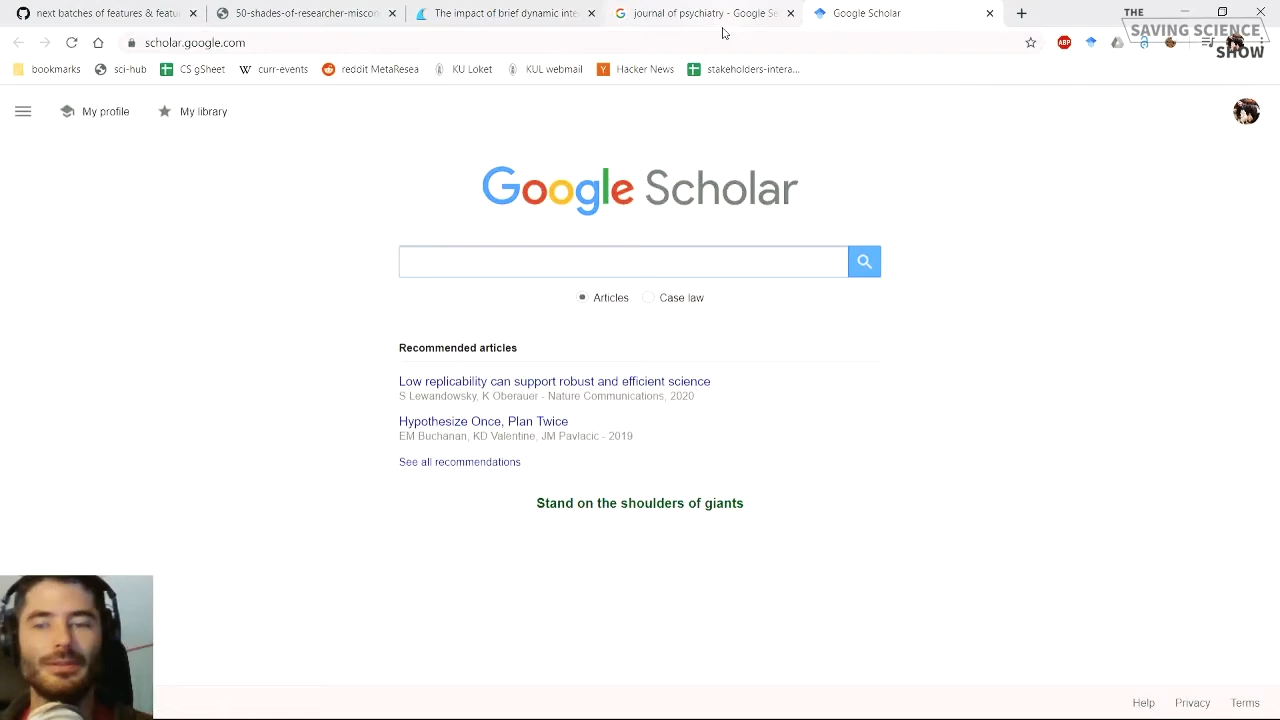 next batches of features & featu
50-shades-of-researcher-miscon
The impact of brief dynamic inte
journal of psychiatry - Google Se
Google Scholar
THE
SAVING SCIENCE
SHOW
scholar.google.com
ABP
bookmarks
sci-hub
CS gSheet
curr-events
reddit MetaResea
KU Loket
KUL webmail
Hacker News
stakeholders-intera...
My profile
My library
Google Scholar
Articles
Case law
Recommended articles
Low replicability can support robust and efficient science
S Lewandowsky, K Oberauer - Nature Communications, 2020
Hypothesize Once, Plan Twice
EM Buchanan, KD Valentine, JM Pavlacic - 2019
See all recommendations
Stand on the shoulders of giants
Help
Privacy
Terms